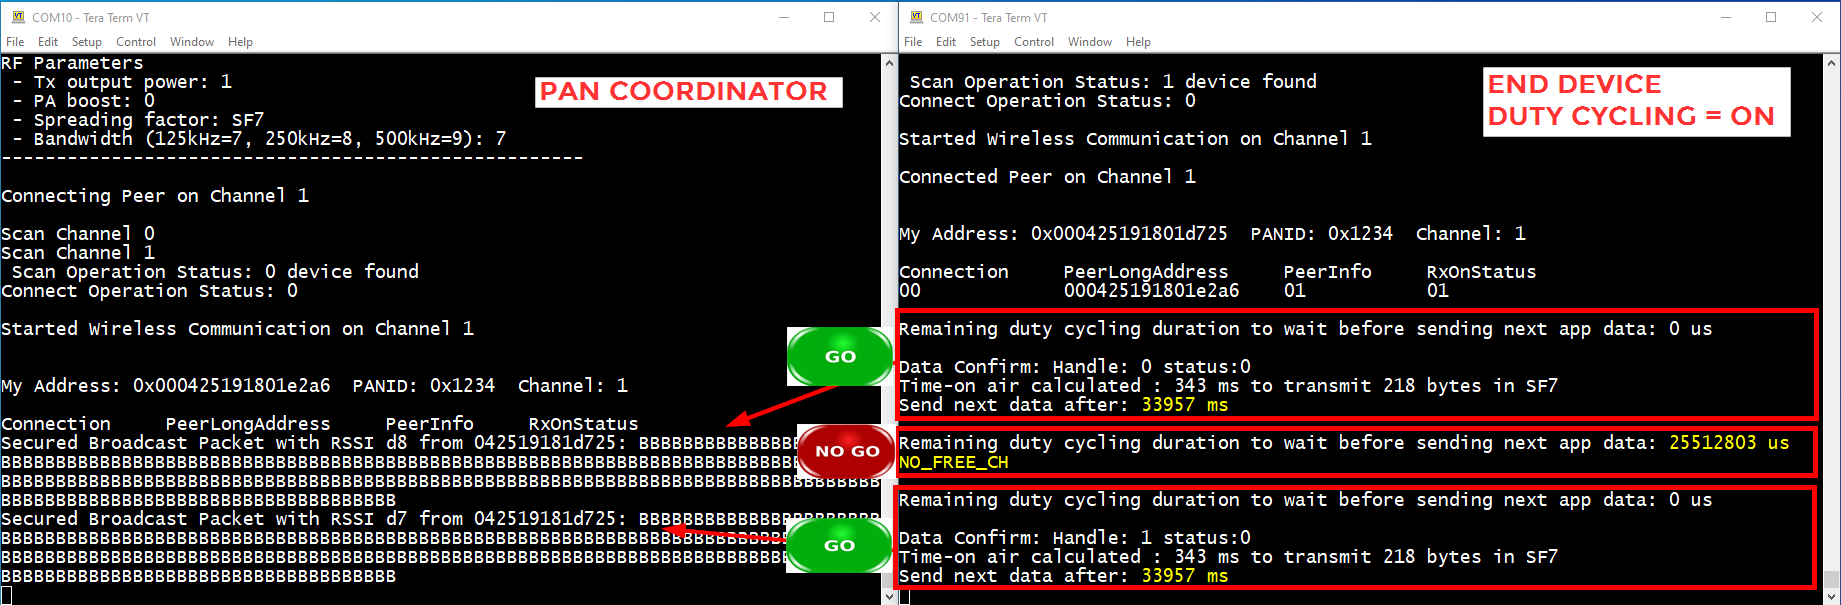 COM10 - Tera Term VT
File Edit Setup Control Window Help
RF Parameters
- Tx output power: 1
- PA boost: 0
- Spreading factor: SF7
- Bandwidth (125kHz=7, 250kHz=8, 500kHz=9): 7
-----------------------------------------------------
Connecting Peer on Channel 1
Scan Channel 0
Scan Channel 1
Scan Operation Status: 0 device found
Connect Operation Status: 0
Started Wireless Communication on Channel 1
My Address: 0x000425191801e2a6  PANID: 0x1234  Channel: 1
Connection     PeerLongAddress     PeerInfo     RxOnStatus
Secured Broadcast Packet with RSSI d8 from 042519181d725: BBBBBBBBBBBBBB
BBBBBBBBBBBBBBBBBBBBBBBBBBBBBBBBBBBBBBBBBBBBBBBBBBBBBBBBBBBBBBBBBBBBBBBBBBBBBBBB
BBBBBBBBBBBBBBBBBBBBBBBBBBBBBBBBBBBBBBBBBBBBBBBBBBBBBBBBBBBBBBBBBBBBBBBBBBBBBBBB
BBBBBBBBBBBBBBBBBBBBBBBBBBBBBBBBBBBB
Secured Broadcast Packet with RSSI d7 from 042519181d725: BBBBBBBBBBBBBBBBBBBBBB
BBBBBBBBBBBBBBBBBBBBBBBBBBBBBBBBBBBBBBBBBBBBBBBBBBBBBBBBBBBBBBBBBBBBBBBB
BBBBBBBBBBBBBBBBBBBBBBBBBBBBBBBBBBBBBBBBBBBBBBBBBBBBBBBBBBBBBBBBBBBBBBBB
BBBBBBBBBBBBBBBBBBBBBBBBBBBBBBBBBBBB
PAN COORDINATOR
GO
NO GO
GO
COM91 - Tera Term VT
File Edit Setup Control Window Help
Scan Operation Status: 1 device found
Connect Operation Status: 0
Started Wireless Communication on Channel 1
Connected Peer on Channel 1
My Address: 0x000425191801d725  PANID: 0x1234  Channel: 1
Connection     PeerLongAddress     PeerInfo     RxOnStatus
00             000425191801e2a6    01           01
Remaining duty cycling duration to wait before sending next app data: 0 us
Data Confirm: Handle: 0 status:0
Time-on air calculated : 343 ms to transmit 218 bytes in SF7
Send next data after: 33957 ms
Remaining duty cycling duration to wait before sending next app data: 25512803 us
NO_FREE_CH
Remaining duty cycling duration to wait before sending next app data: 0 us
Data Confirm: Handle: 1 status:0
Time-on air calculated : 343 ms to transmit 218 bytes in SF7
Send next data after: 33957 ms
END DEVICE
DUTY CYCLING = ON